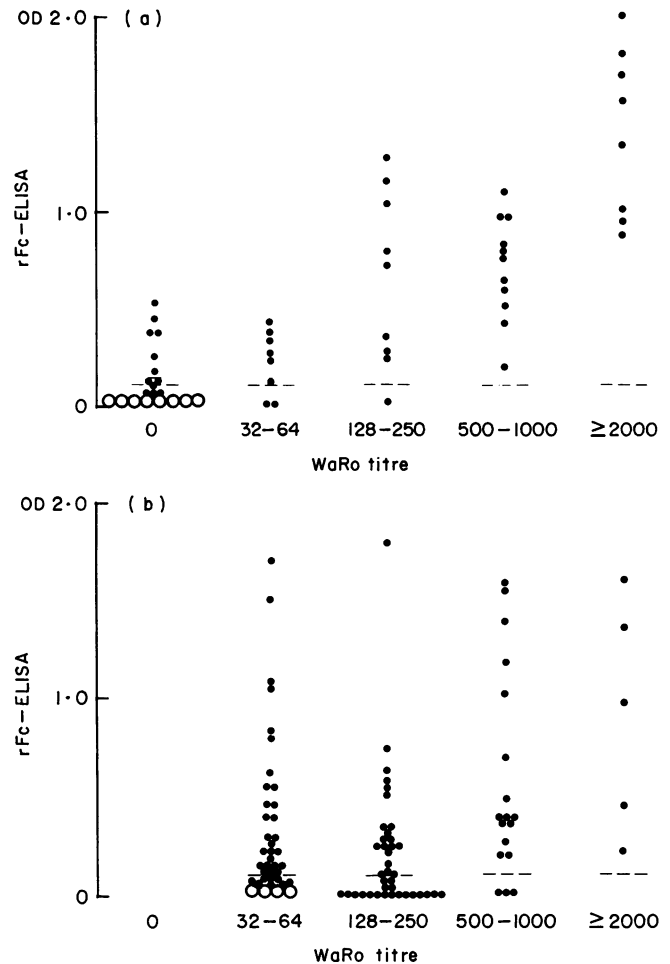 OD 2·0 (a)
rFc-ELISA
1·0
0
0 32-64 128-250 500-1000 ≥2000
WaRo titre
OD 2·0 (b)
rFc-ELISA
1·0
0
0 32-64 128-250 500-1000 ≥2000
WaRo titre